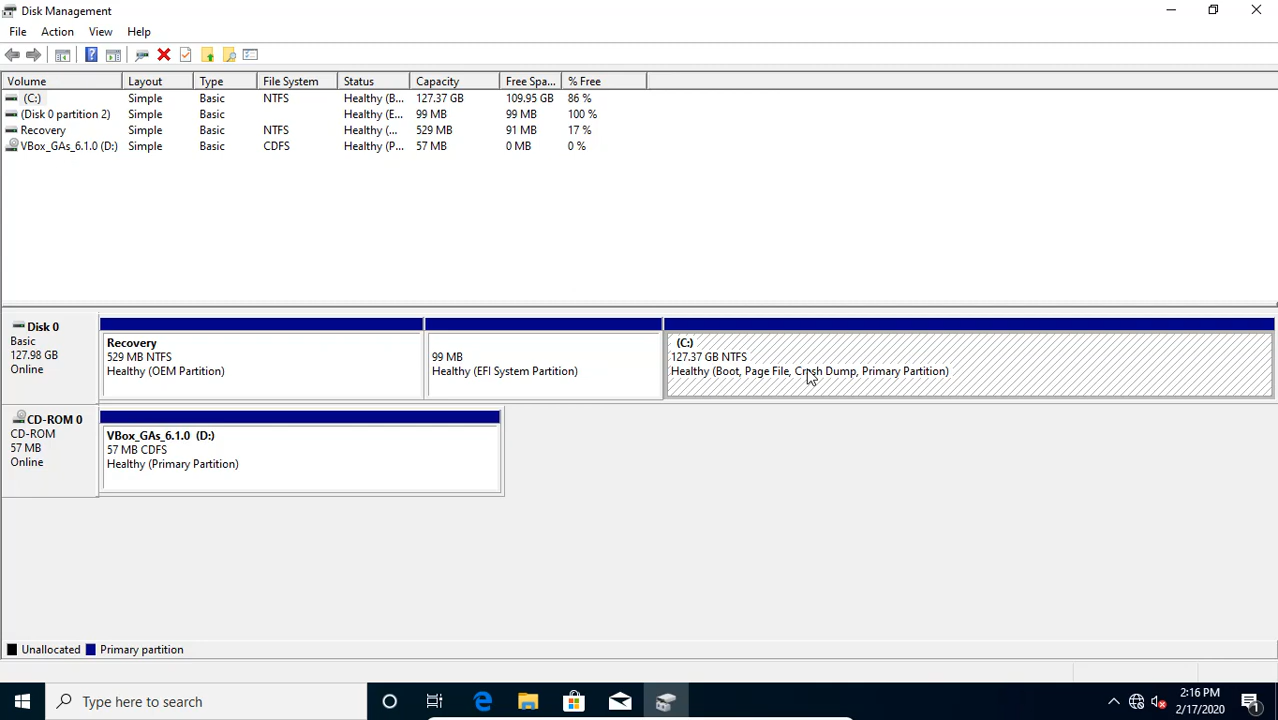 Disk Management
File Action View Help
Volume Layout Type File System Status Capacity Free Spa... % Free
(C:) Simple Basic NTFS Healthy (B... 127.37 GB 109.95 GB 86 %
(Disk 0 partition 2) Simple Basic Healthy (E... 99 MB 99 MB 100 %
Recovery Simple Basic NTFS Healthy (... 529 MB 91 MB 17 %
VBox_GAs_6.1.0 (D:) Simple Basic CDFS Healthy (P... 57 MB 0 MB 0 %
Disk 0
Basic
127.98 GB
Online
Recovery
529 MB NTFS
Healthy (OEM Partition)
99 MB
Healthy (EFI System Partition)
(C:)
127.37 GB NTFS
Healthy (Boot, Page File, Crash Dump, Primary Partition)
CD-ROM 0
CD-ROM
57 MB
Online
VBox_GAs_6.1.0 (D:)
57 MB CDFS
Healthy (Primary Partition)
Unallocated Primary partition
Type here to search
2:16 PM
2/17/2020
1